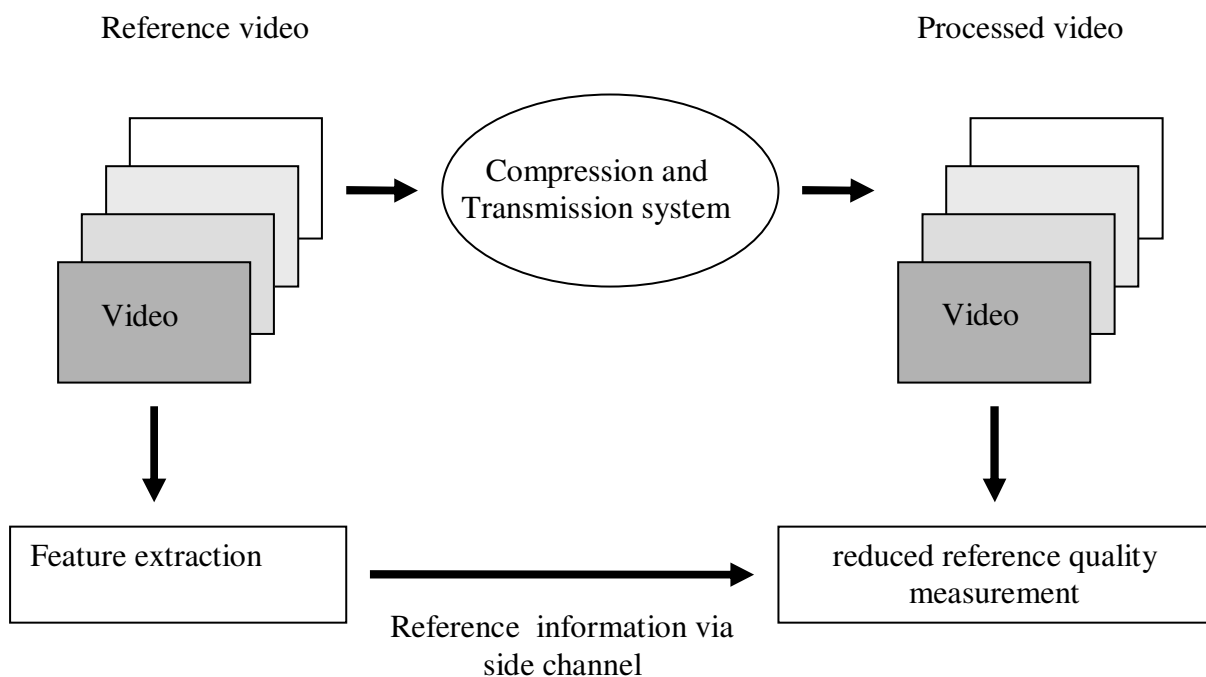 Reference video
Processed video
Compression and
Transmission system
Video
Video
Feature extraction
reduced reference quality
measurement
Reference information via
side channel